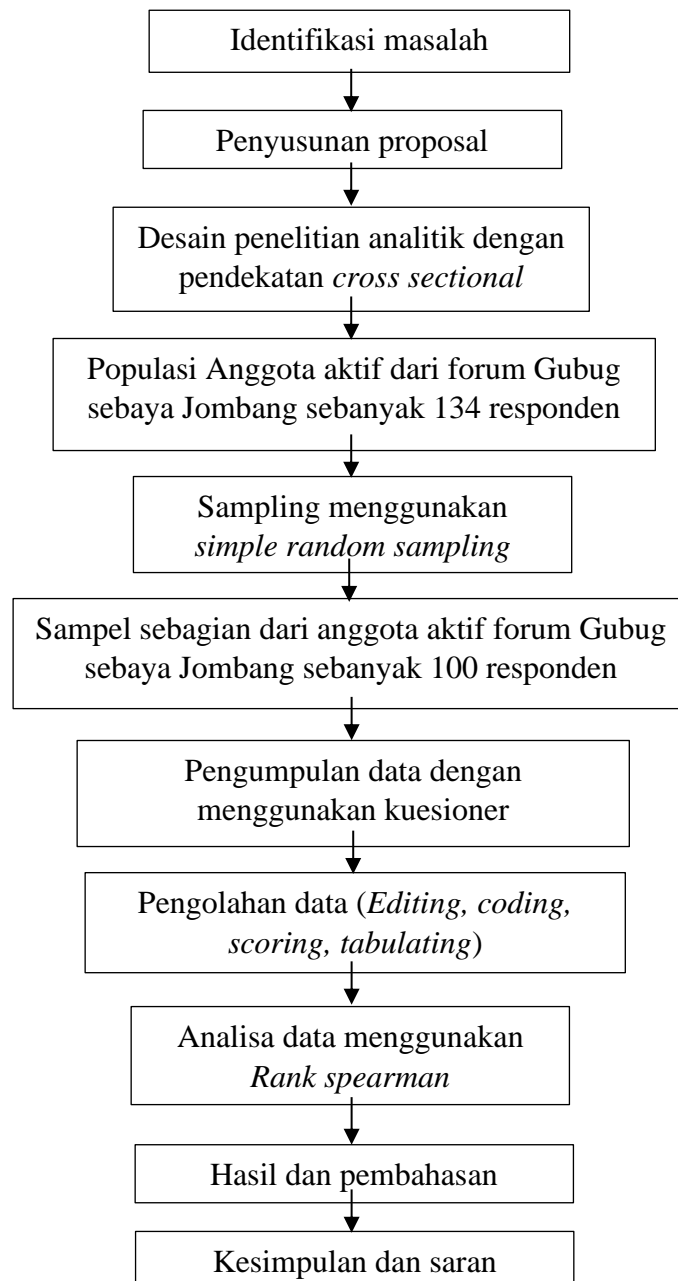 Identifikasi masalah
Penyusunan proposal
Desain penelitian analitik dengan
pendekatan cross sectional
Populasi Anggota aktif dari forum Gubug
sebaya Jombang sebanyak 134 responden
Sampling menggunakan
simple random sampling
Sampel sebagian dari anggota aktif forum Gubug
sebaya Jombang sebanyak 100 responden
Pengumpulan data dengan
menggunakan kuesioner
Pengolahan data (Editing, coding,
scoring, tabulating)
Analisa data menggunakan
Rank spearman
Hasil dan pembahasan
Kesimpulan dan saran